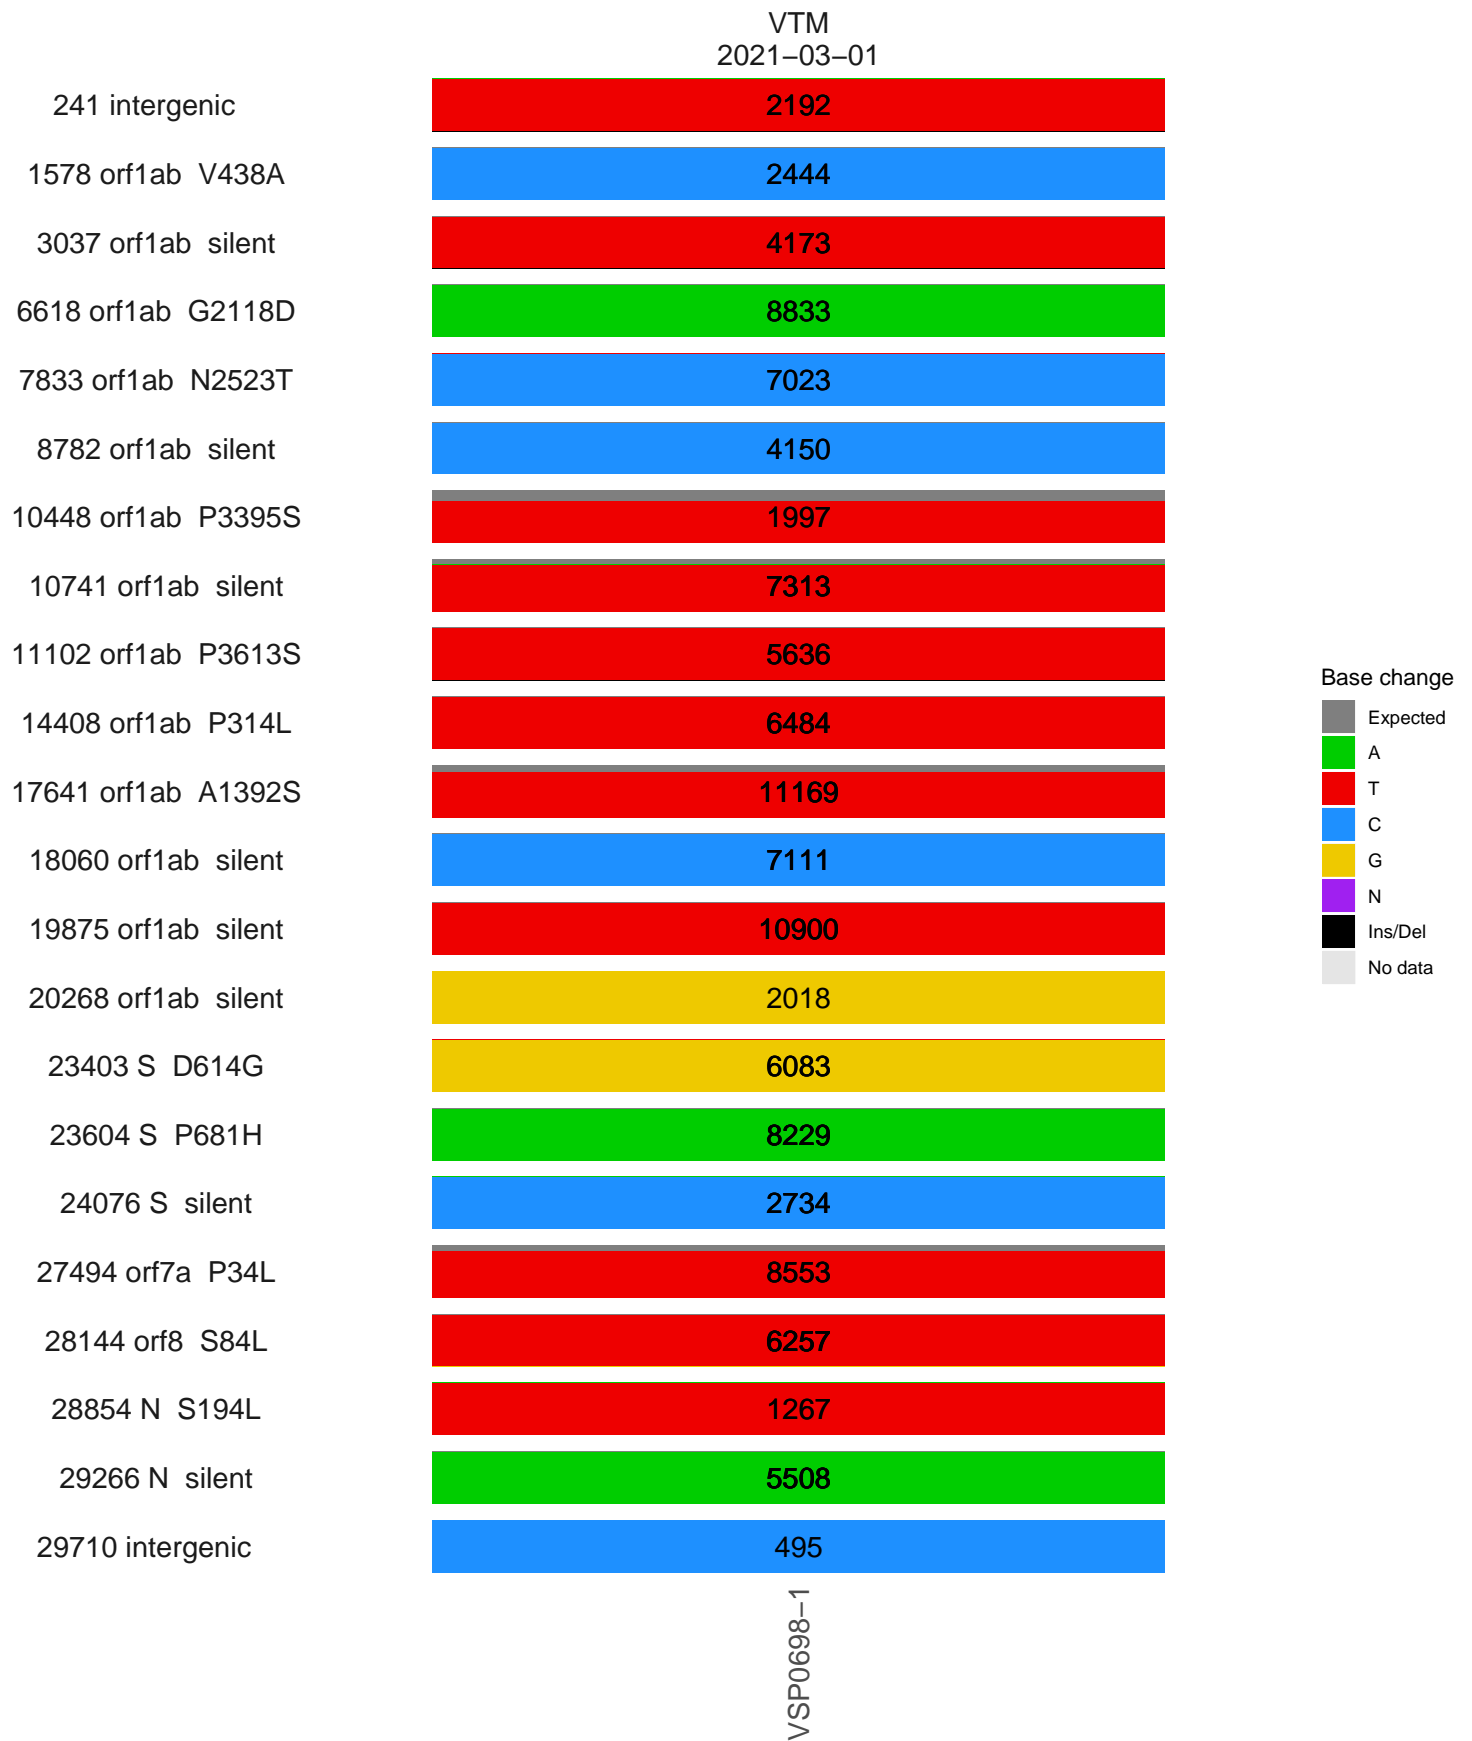 VTM
2021−03−01
241 intergenic 2192
1578 orf1ab V438A 2444
3037 orf1ab silent 4173
6618 orf1ab G2118D 8833
7833 orf1ab N2523T 7023
8782 orf1ab silent 4150
10448 orf1ab P3395S 1997
10741 orf1ab silent 7313
11102 orf1ab P3613S 5636
14408 orf1ab P314L 6484
17641 orf1ab A1392S 11169
18060 orf1ab silent 7111
19875 orf1ab silent 10900
20268 orf1ab silent 2018
23403 S D614G 6083
23604 S P681H 8229
24076 S silent 2734
27494 orf7a P34L 8553
28144 orf8 S84L 6257
28854 N S194L 1267
29266 N silent 5508
29710 intergenic 495
VSP0698−1
Base change
Expected
A
T
C
G
N
Ins/Del
No data